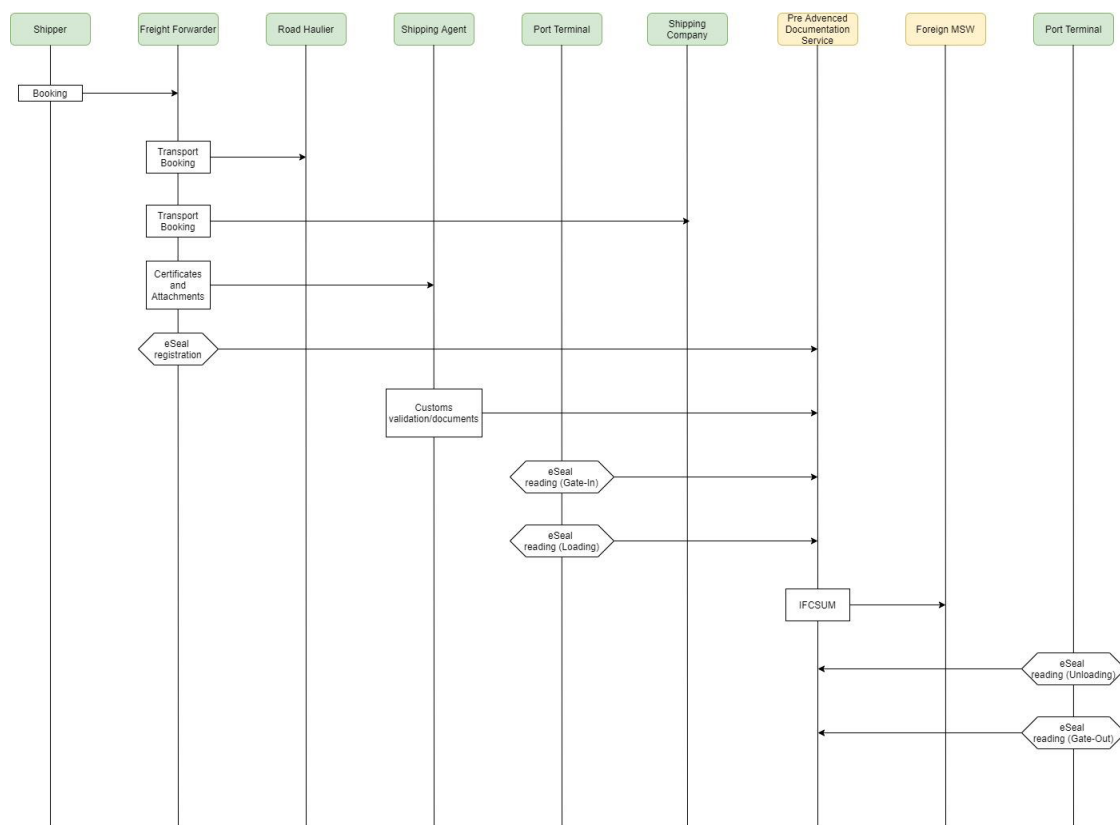 Shipper
Freight Forwarder
Road Haulier
Shipping Agent
Port Terminal
Shipping
Company
Pre Advenced
Documentation
Service
Foreign MSW
Port Terminal
Booking
Transport
Booking
Transport
Booking
Certificates
and
Attachments
eSeal
registration
Customs
validation/documents
eSeal
reading (Gate-In)
eSeal
reading (Loading)
IFCSUM
eSeal
reading (Unloading)
eSeal
reading (Gate-Out)